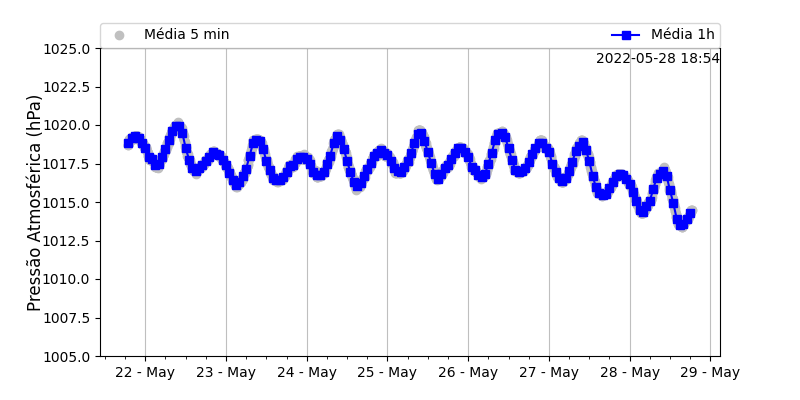 Média 5 min
Média 1h
2022-05-28 18:54
Pressão Atmosférica (hPa)
1025.0
1022.5
1020.0
1017.5
1015.0
1012.5
1010.0
1007.5
1005.0
22 - May 23 - May 24 - May 25 - May 26 - May 27 - May 28 - May 29 - May